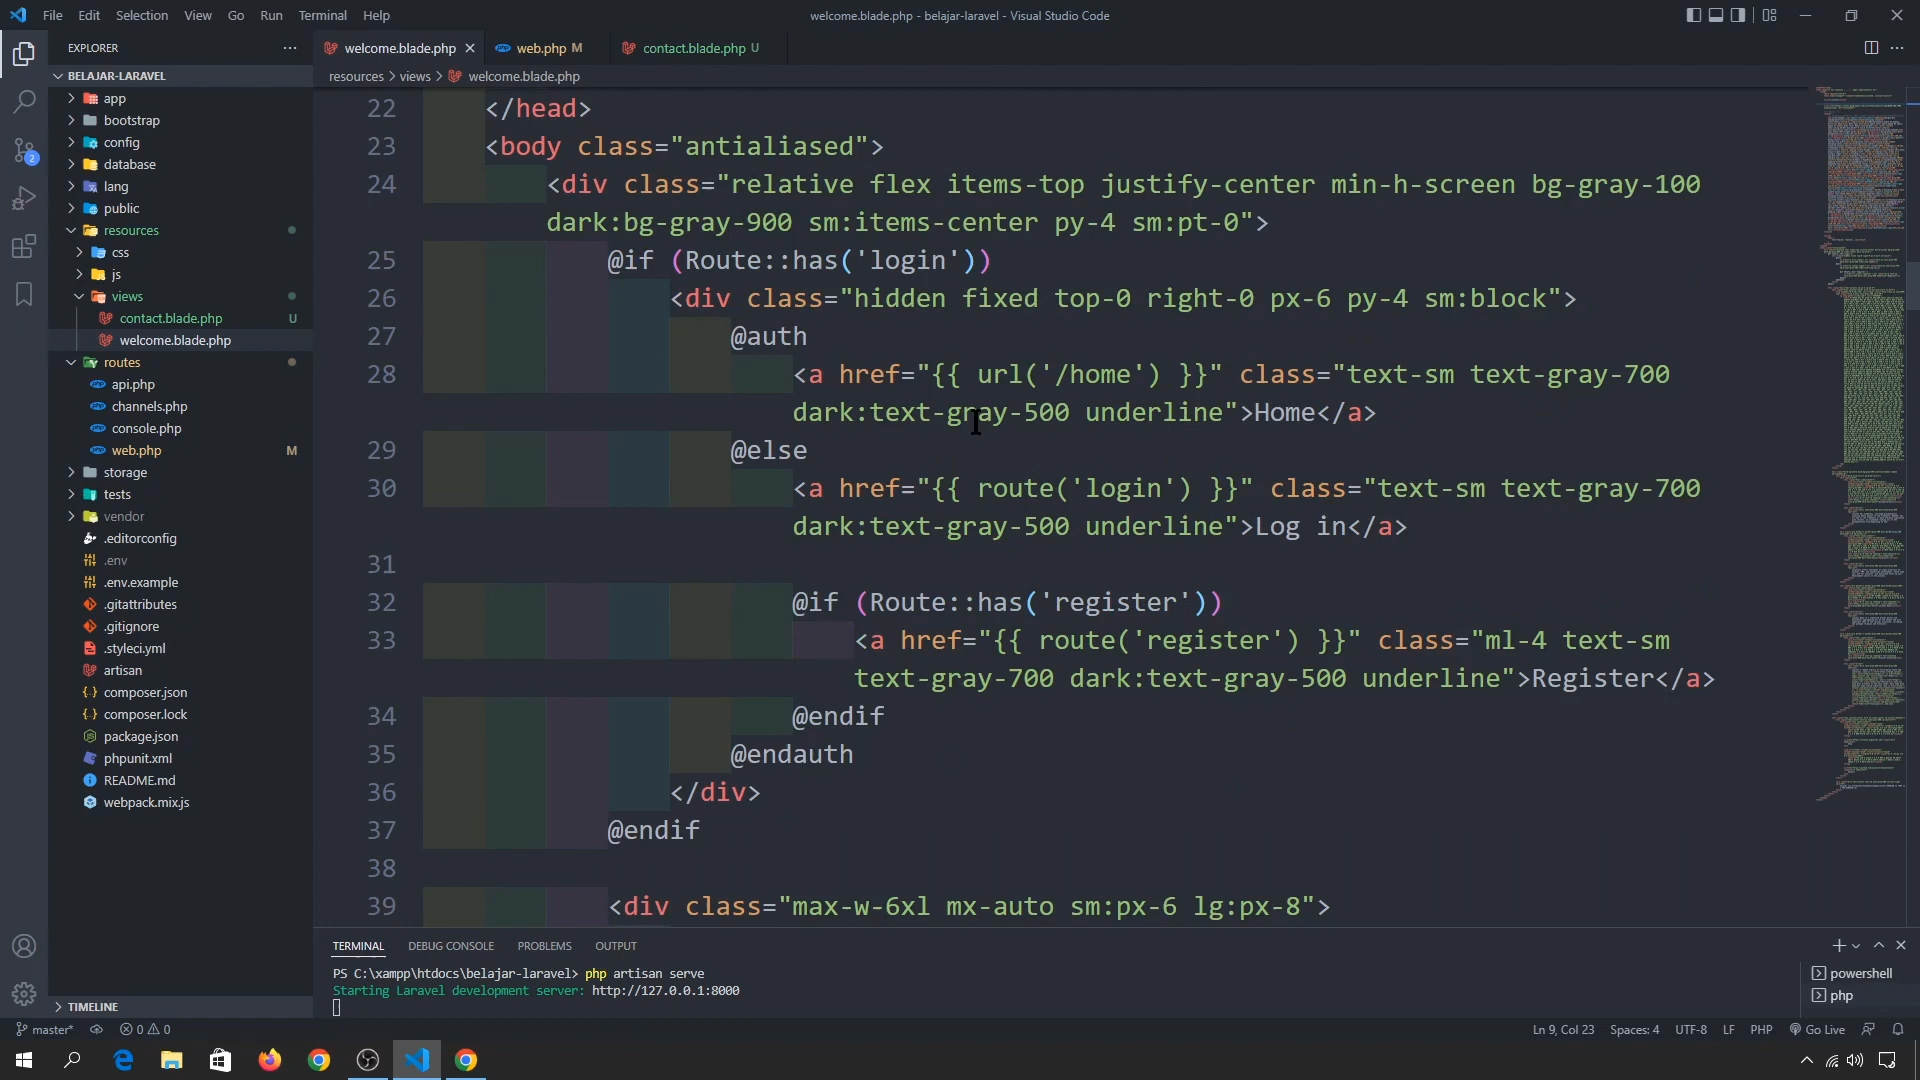 File Edit Selection View Go Run Terminal Help
welcome.blade.php - belajar-laravel - Visual Studio Code
EXPLORER
BELAJAR-LARAVEL
app
bootstrap
config
database
lang
public
resources
css
js
views
contact.blade.php U
welcome.blade.php
routes
api.php
channels.php
console.php
web.php M
storage
tests
vendor
.editorconfig
.env
.env.example
.gitattributes
.gitignore
.styleci.yml
artisan
composer.json
composer.lock
package.json
phpunit.xml
README.md
webpack.mix.js
TIMELINE
welcome.blade.php web.php M contact.blade.php U
resources > views > welcome.blade.php
22 </head>
23 <body class="antialiased">
24 <div class="relative flex items-top justify-center min-h-screen bg-gray-100
dark:bg-gray-900 sm:items-center py-4 sm:pt-0">
25 @if (Route::has('login'))
26 <div class="hidden fixed top-0 right-0 px-6 py-4 sm:block">
27 @auth
28 <a href="{{ url('/home') }}" class="text-sm text-gray-700
dark:text-gray-500 underline">Home</a>
29 @else
30 <a href="{{ route('login') }}" class="text-sm text-gray-700
dark:text-gray-500 underline">Log in</a>
31
32 @if (Route::has('register'))
33 <a href="{{ route('register') }}" class="ml-4 text-sm
text-gray-700 dark:text-gray-500 underline">Register</a>
34 @endif
35 @endauth
36 </div>
37 @endif
38
39 <div class="max-w-6xl mx-auto sm:px-6 lg:px-8">
TERMINAL DEBUG CONSOLE PROBLEMS OUTPUT
PS C:\xampp\htdocs\belajar-laravel> php artisan serve
Starting Laravel development server: http://127.0.0.1:8000
powershell
php
master* 0 0 Ln 9, Col 23 Spaces: 4 UTF-8 LF PHP Go Live
2